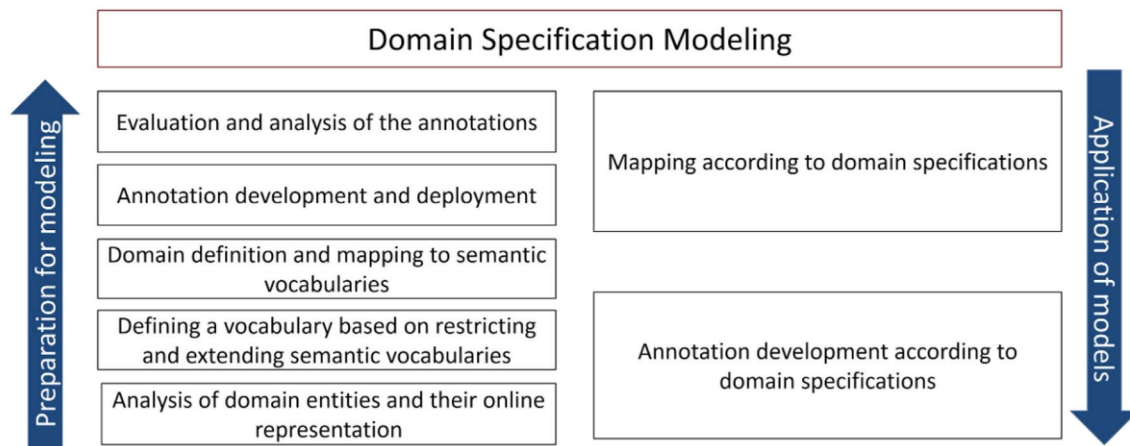 Domain Specification Modeling
Preparation for modeling
Evaluation and analysis of the annotations
Annotation development and deployment
Domain definition and mapping to semantic
vocabularies
Defining a vocabulary based on restricting
and extending semantic vocabularies
Analysis of domain entities and their online
representation
Mapping according to domain specifications
Annotation development according to
domain specifications
Application of models